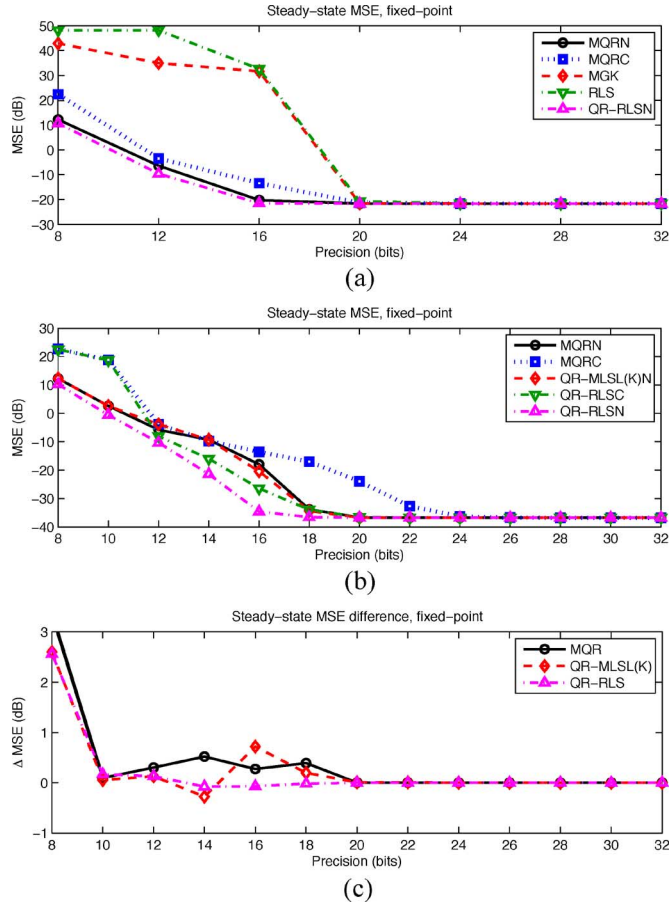 Steady-state MSE, fixed-point
50
40
30
20
10
0
-10
-20
-30
MSE (dB)
MQRN
MQRC
MGK
RLS
QR-RLSN
8 12 16 20 24 28 32
Precision (bits)
(a)
Steady-state MSE, fixed-point
30
20
10
0
-10
-20
-30
-40
MSE (dB)
MQRN
MQRC
QR-MLSL(K)N
QR-RLSC
QR-RLSN
8 10 12 14 16 18 20 22 24 26 28 30 32
Precision (bits)
(b)
Steady-state MSE difference, fixed-point
3
2
1
0
-1
Δ MSE (dB)
MQR
QR-MLSL(K)
QR-RLS
8 10 12 14 16 18 20 22 24 26 28 30 32
Precision (bits)
(c)